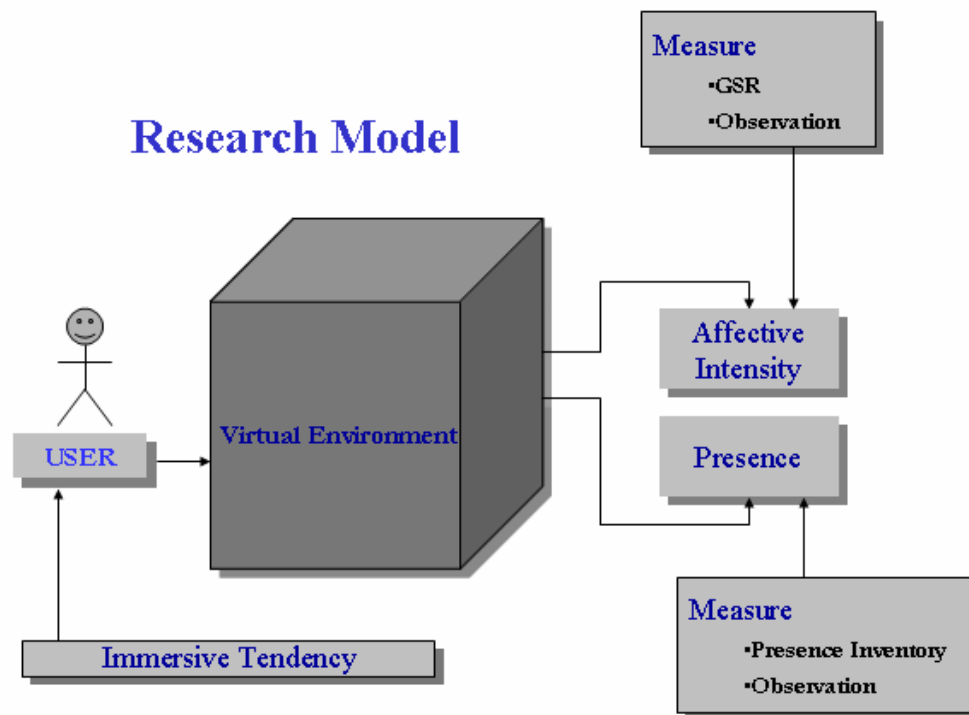 Measure
▪GSR
▪Observation
Research Model
Affective
Intensity
Virtual Environment
USER
Presence
Immersive Tendency
Measure
▪Presence Inventory
▪Observation